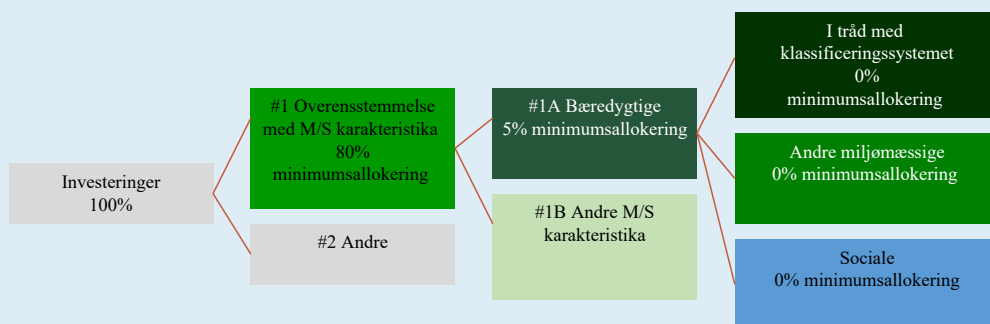 Investeringer
100%
#1 Overensstemmelse
med M/S karakteristika
80%
minimumsallokering
#2 Andre
#1A Bæredygtige
5% minimumsallokering
#1B Andre M/S
karakteristika
I tråd med
klassificeringssystemet
0%
minimumsallokering
Andre miljømæssige
0% minimumsallokering
Sociale
0% minimumsallokering